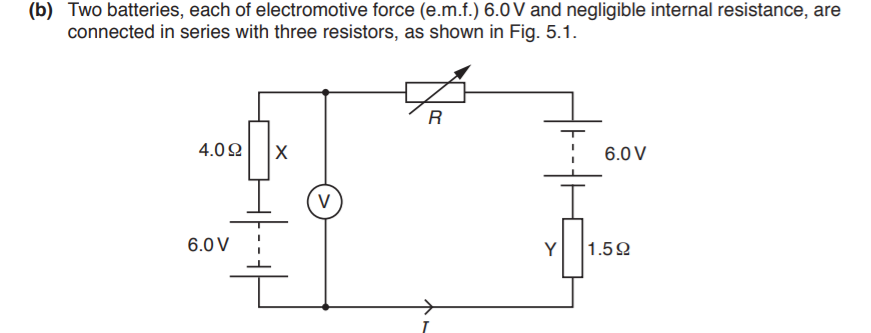 (b) Two batteries, each of electromotive force (e.m.f.) 6.0 V and negligible internal resistance, are
connected in series with three resistors, as shown in Fig. 5.1.
R
4.0 Ω X
6.0 V
V
6.0 V
Y 1.5 Ω
I